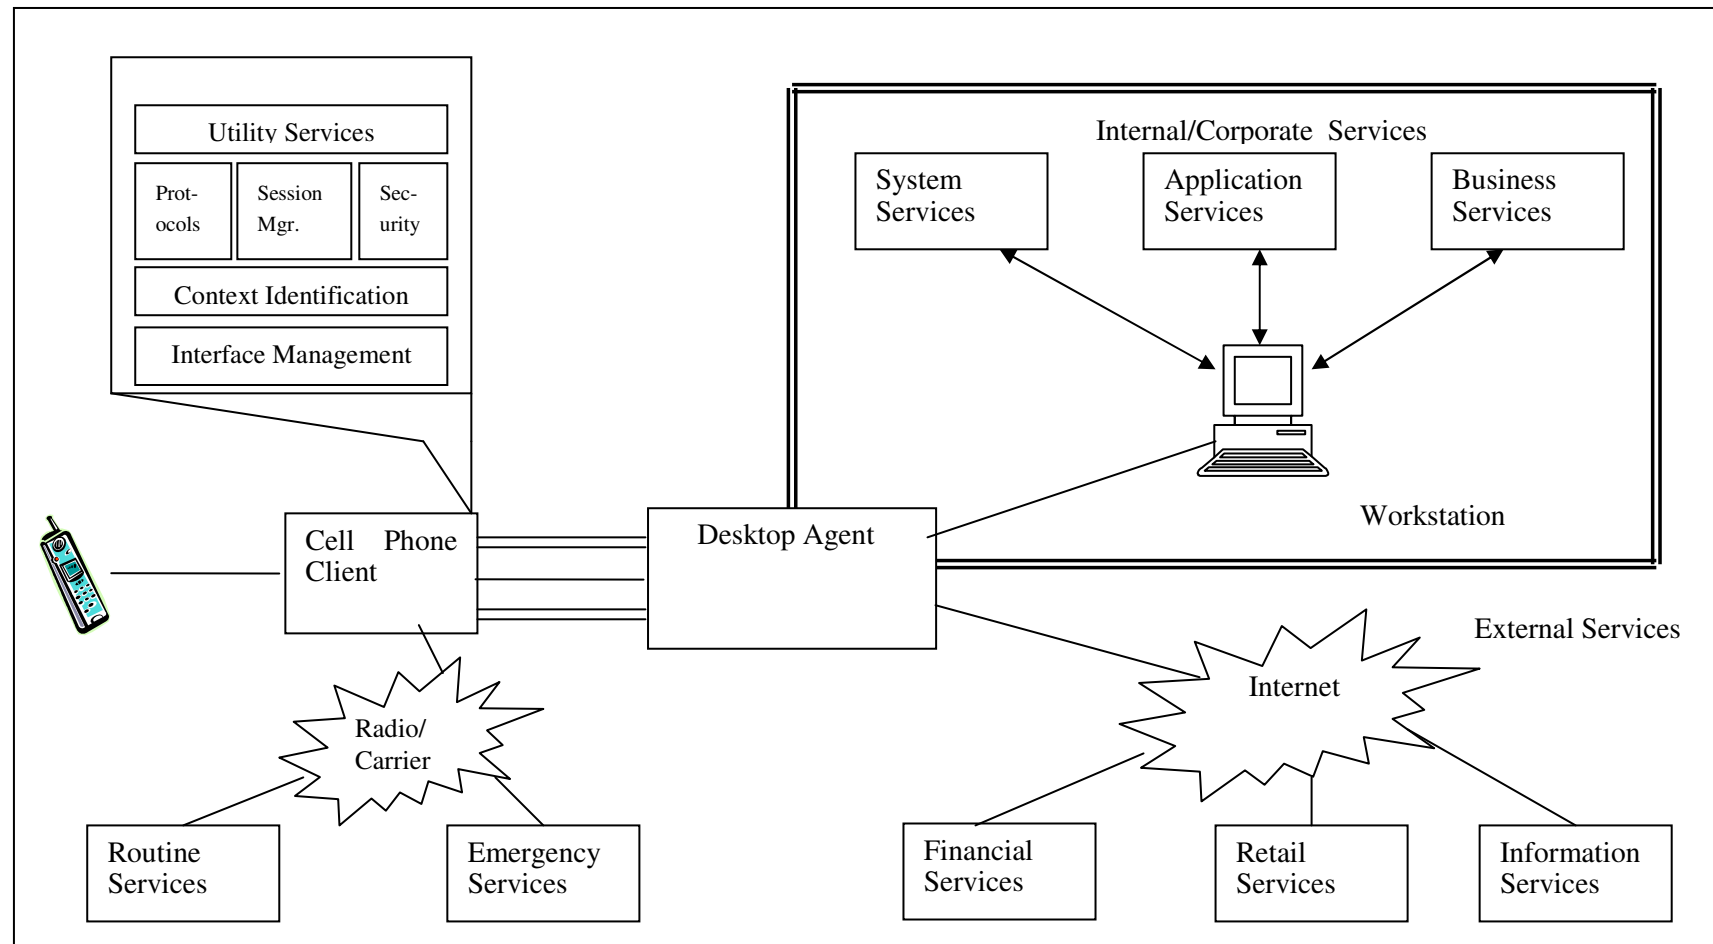 Utility Services
Prot-
ocols
Session
Mgr.
Sec-
urity
Context Identification
Interface Management
Internal/Corporate Services
System
Services
Application
Services
Business
Services
Workstation
Cell Phone
Client
Desktop Agent
External Services
Internet
Radio/
Carrier
Routine
Services
Emergency
Services
Financial
Services
Retail
Services
Information
Services